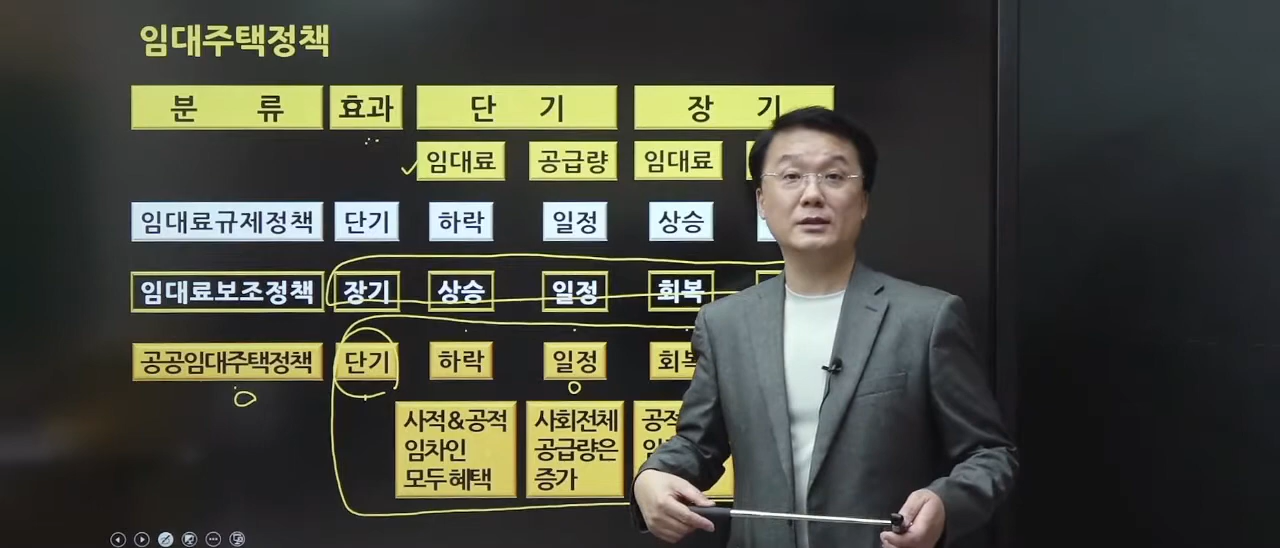 임대주택정책
분 류 효과 단 기 장 기
임대료 공급량 임대료
임대료규제정책 단기 하락 일정 상승
임대료보조정책 장기 상승 일정 회복
공공임대주택정책 단기 하락 일정 회복
사적&공적 사회전체 공적
임차인 공급량은
모두 혜택 증가